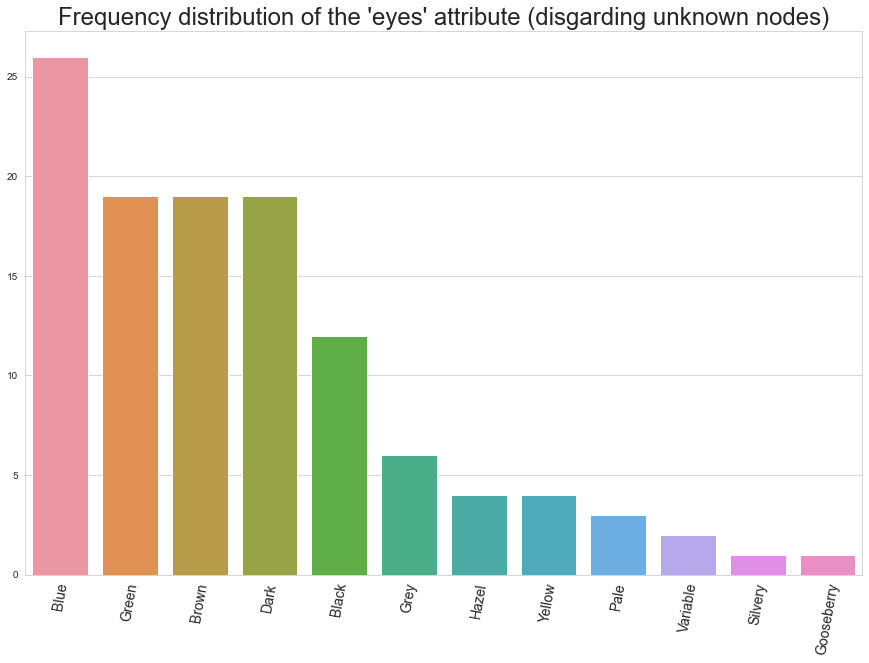 Frequency distribution of the 'eyes' attribute (disgarding unknown nodes)
25
20
15
10
5
0
Blue
Green
Brown
Dark
Black
Grey
Hazel
Yellow
Pale
Variable
Silvery
Gooseberry